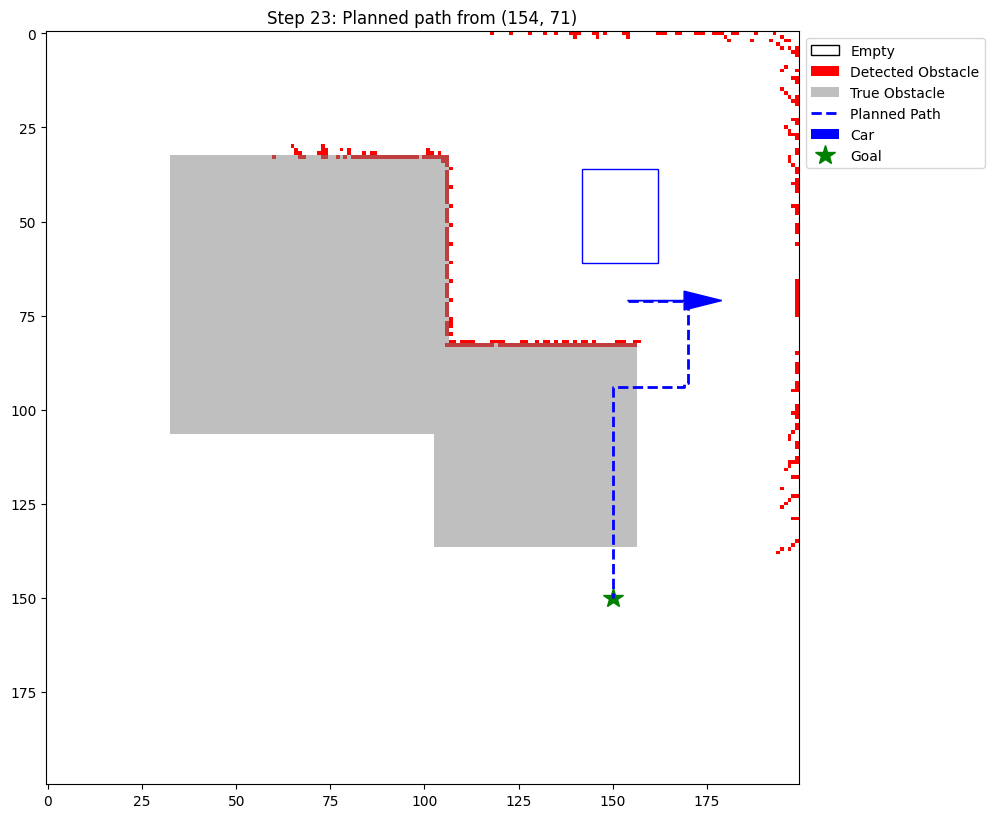 Step 23: Planned path from (154, 71)
Empty
Detected Obstacle
True Obstacle
Planned Path
Car
Goal
0
25
50
75
100
125
150
175
0 25 50 75 100 125 150 175